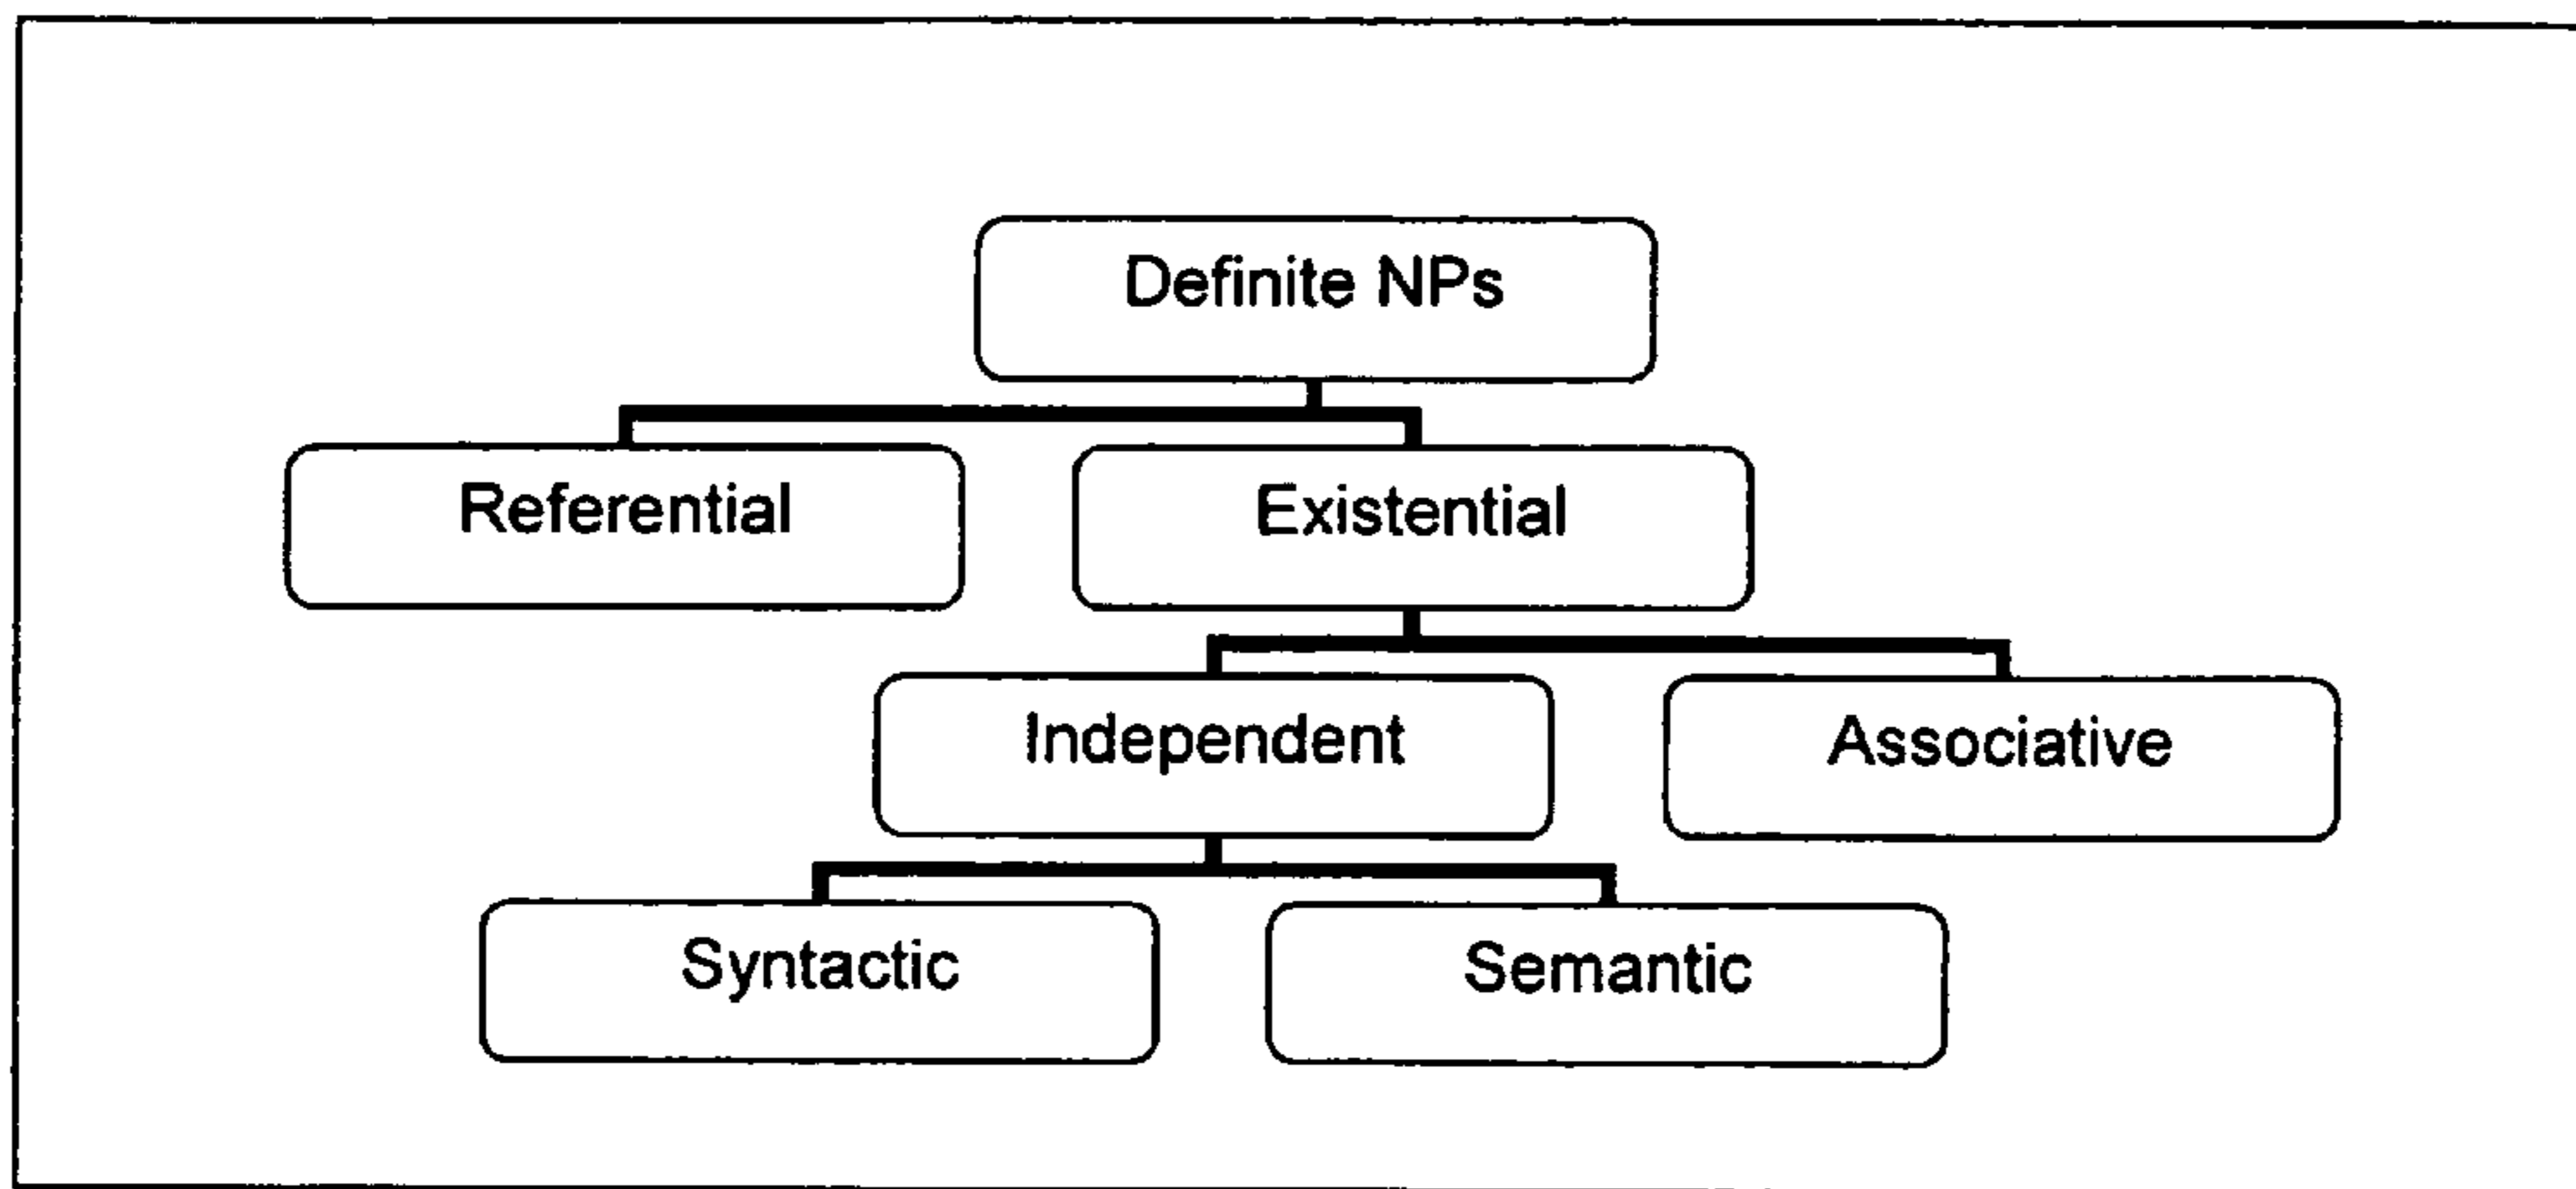 Definite NPs
Referential
Existential
Independent
Associative
Syntactic
Semantic